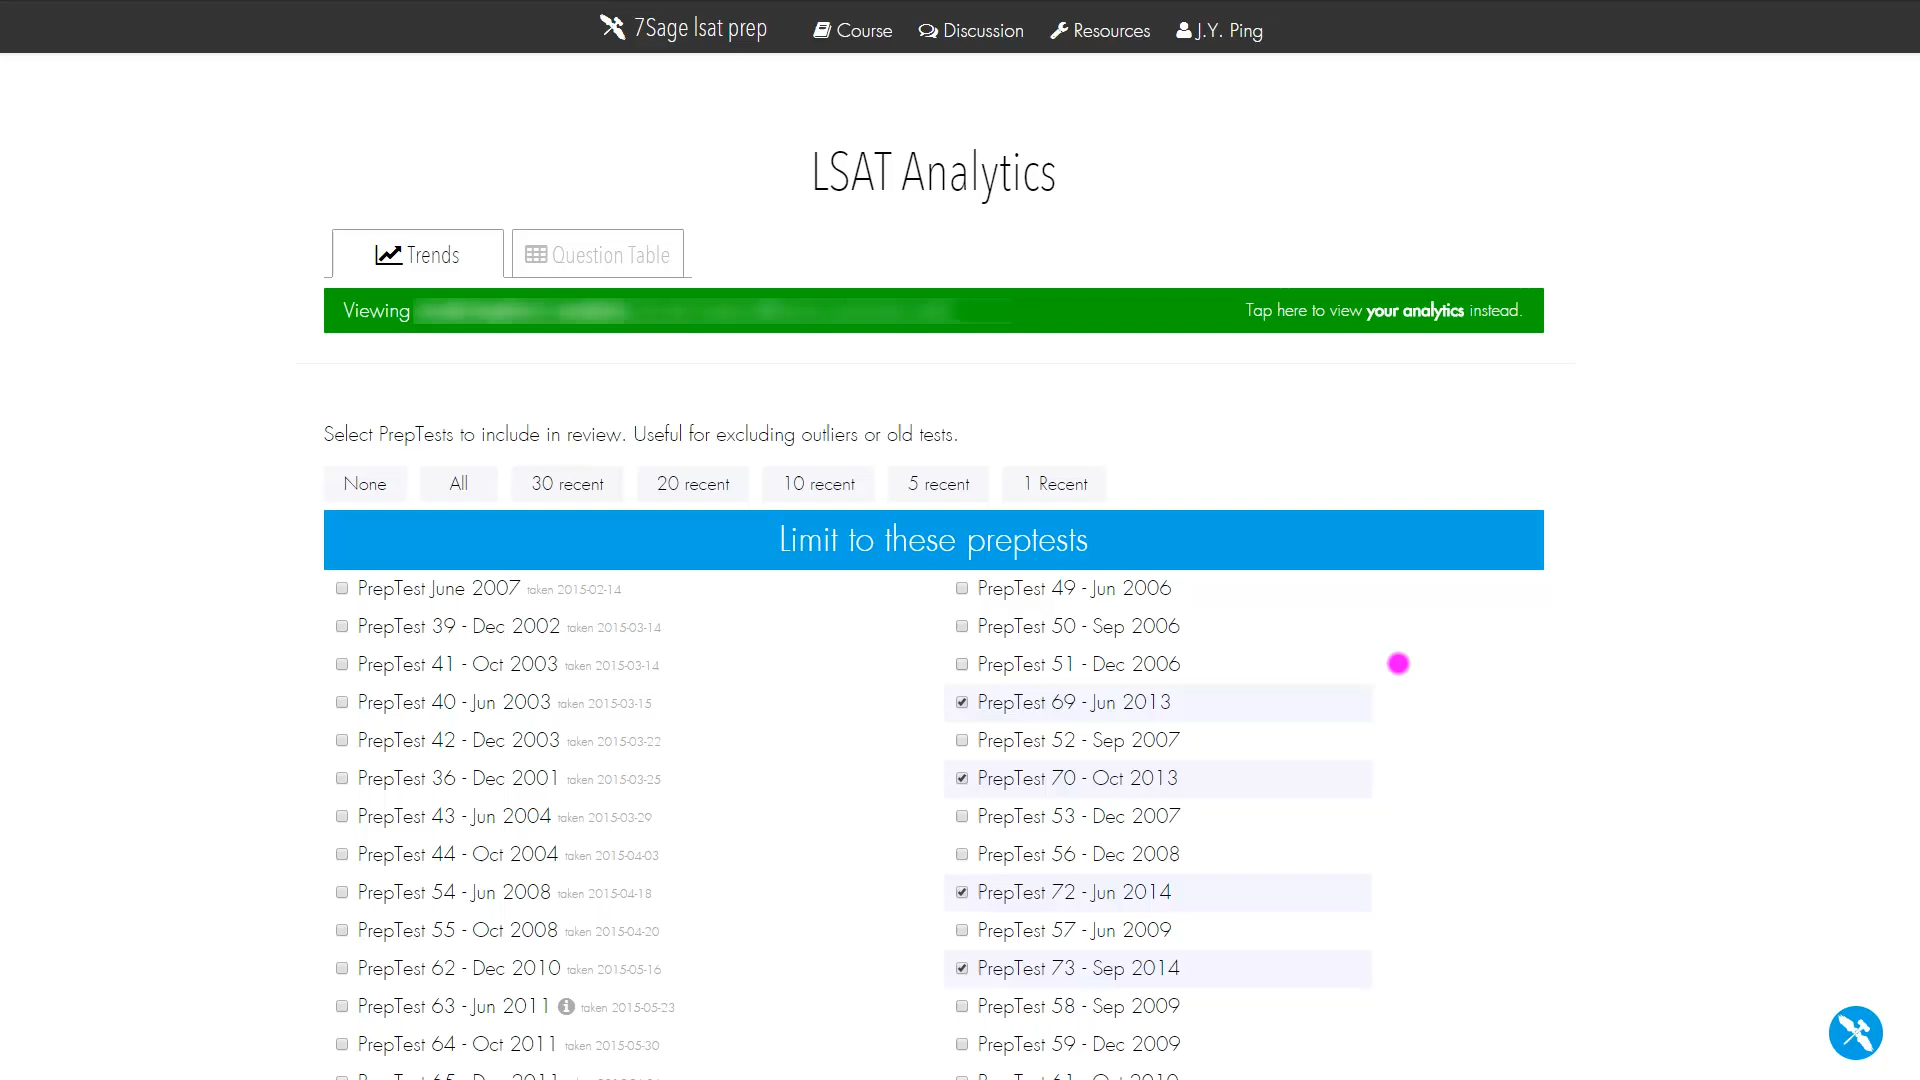 7Sage lsat prep
Course
Discussion
Resources
J.Y. Ping
LSAT Analytics
Trends
Question Table
Viewing
Tap here to view your analytics instead.
Select PrepTests to include in review. Useful for excluding outliers or old tests.
None
All
30 recent
20 recent
10 recent
5 recent
1 Recent
Limit to these preptests
PrepTest June 2007 taken 2015-02-14
PrepTest 39 - Dec 2002 taken 2015-03-14
PrepTest 41 - Oct 2003 taken 2015-03-14
PrepTest 40 - Jun 2003 taken 2015-03-15
PrepTest 42 - Dec 2003 taken 2015-03-22
PrepTest 36 - Dec 2001 taken 2015-03-25
PrepTest 43 - Jun 2004 taken 2015-03-29
PrepTest 44 - Oct 2004 taken 2015-04-03
PrepTest 54 - Jun 2008 taken 2015-04-18
PrepTest 55 - Oct 2008 taken 2015-04-20
PrepTest 62 - Dec 2010 taken 2015-05-16
PrepTest 63 - Jun 2011 taken 2015-05-23
PrepTest 64 - Oct 2011 taken 2015-05-30
PrepTest 49 - Jun 2006
PrepTest 50 - Sep 2006
PrepTest 51 - Dec 2006
PrepTest 69 - Jun 2013
PrepTest 52 - Sep 2007
PrepTest 70 - Oct 2013
PrepTest 53 - Dec 2007
PrepTest 56 - Dec 2008
PrepTest 72 - Jun 2014
PrepTest 57 - Jun 2009
PrepTest 73 - Sep 2014
PrepTest 58 - Sep 2009
PrepTest 59 - Dec 2009